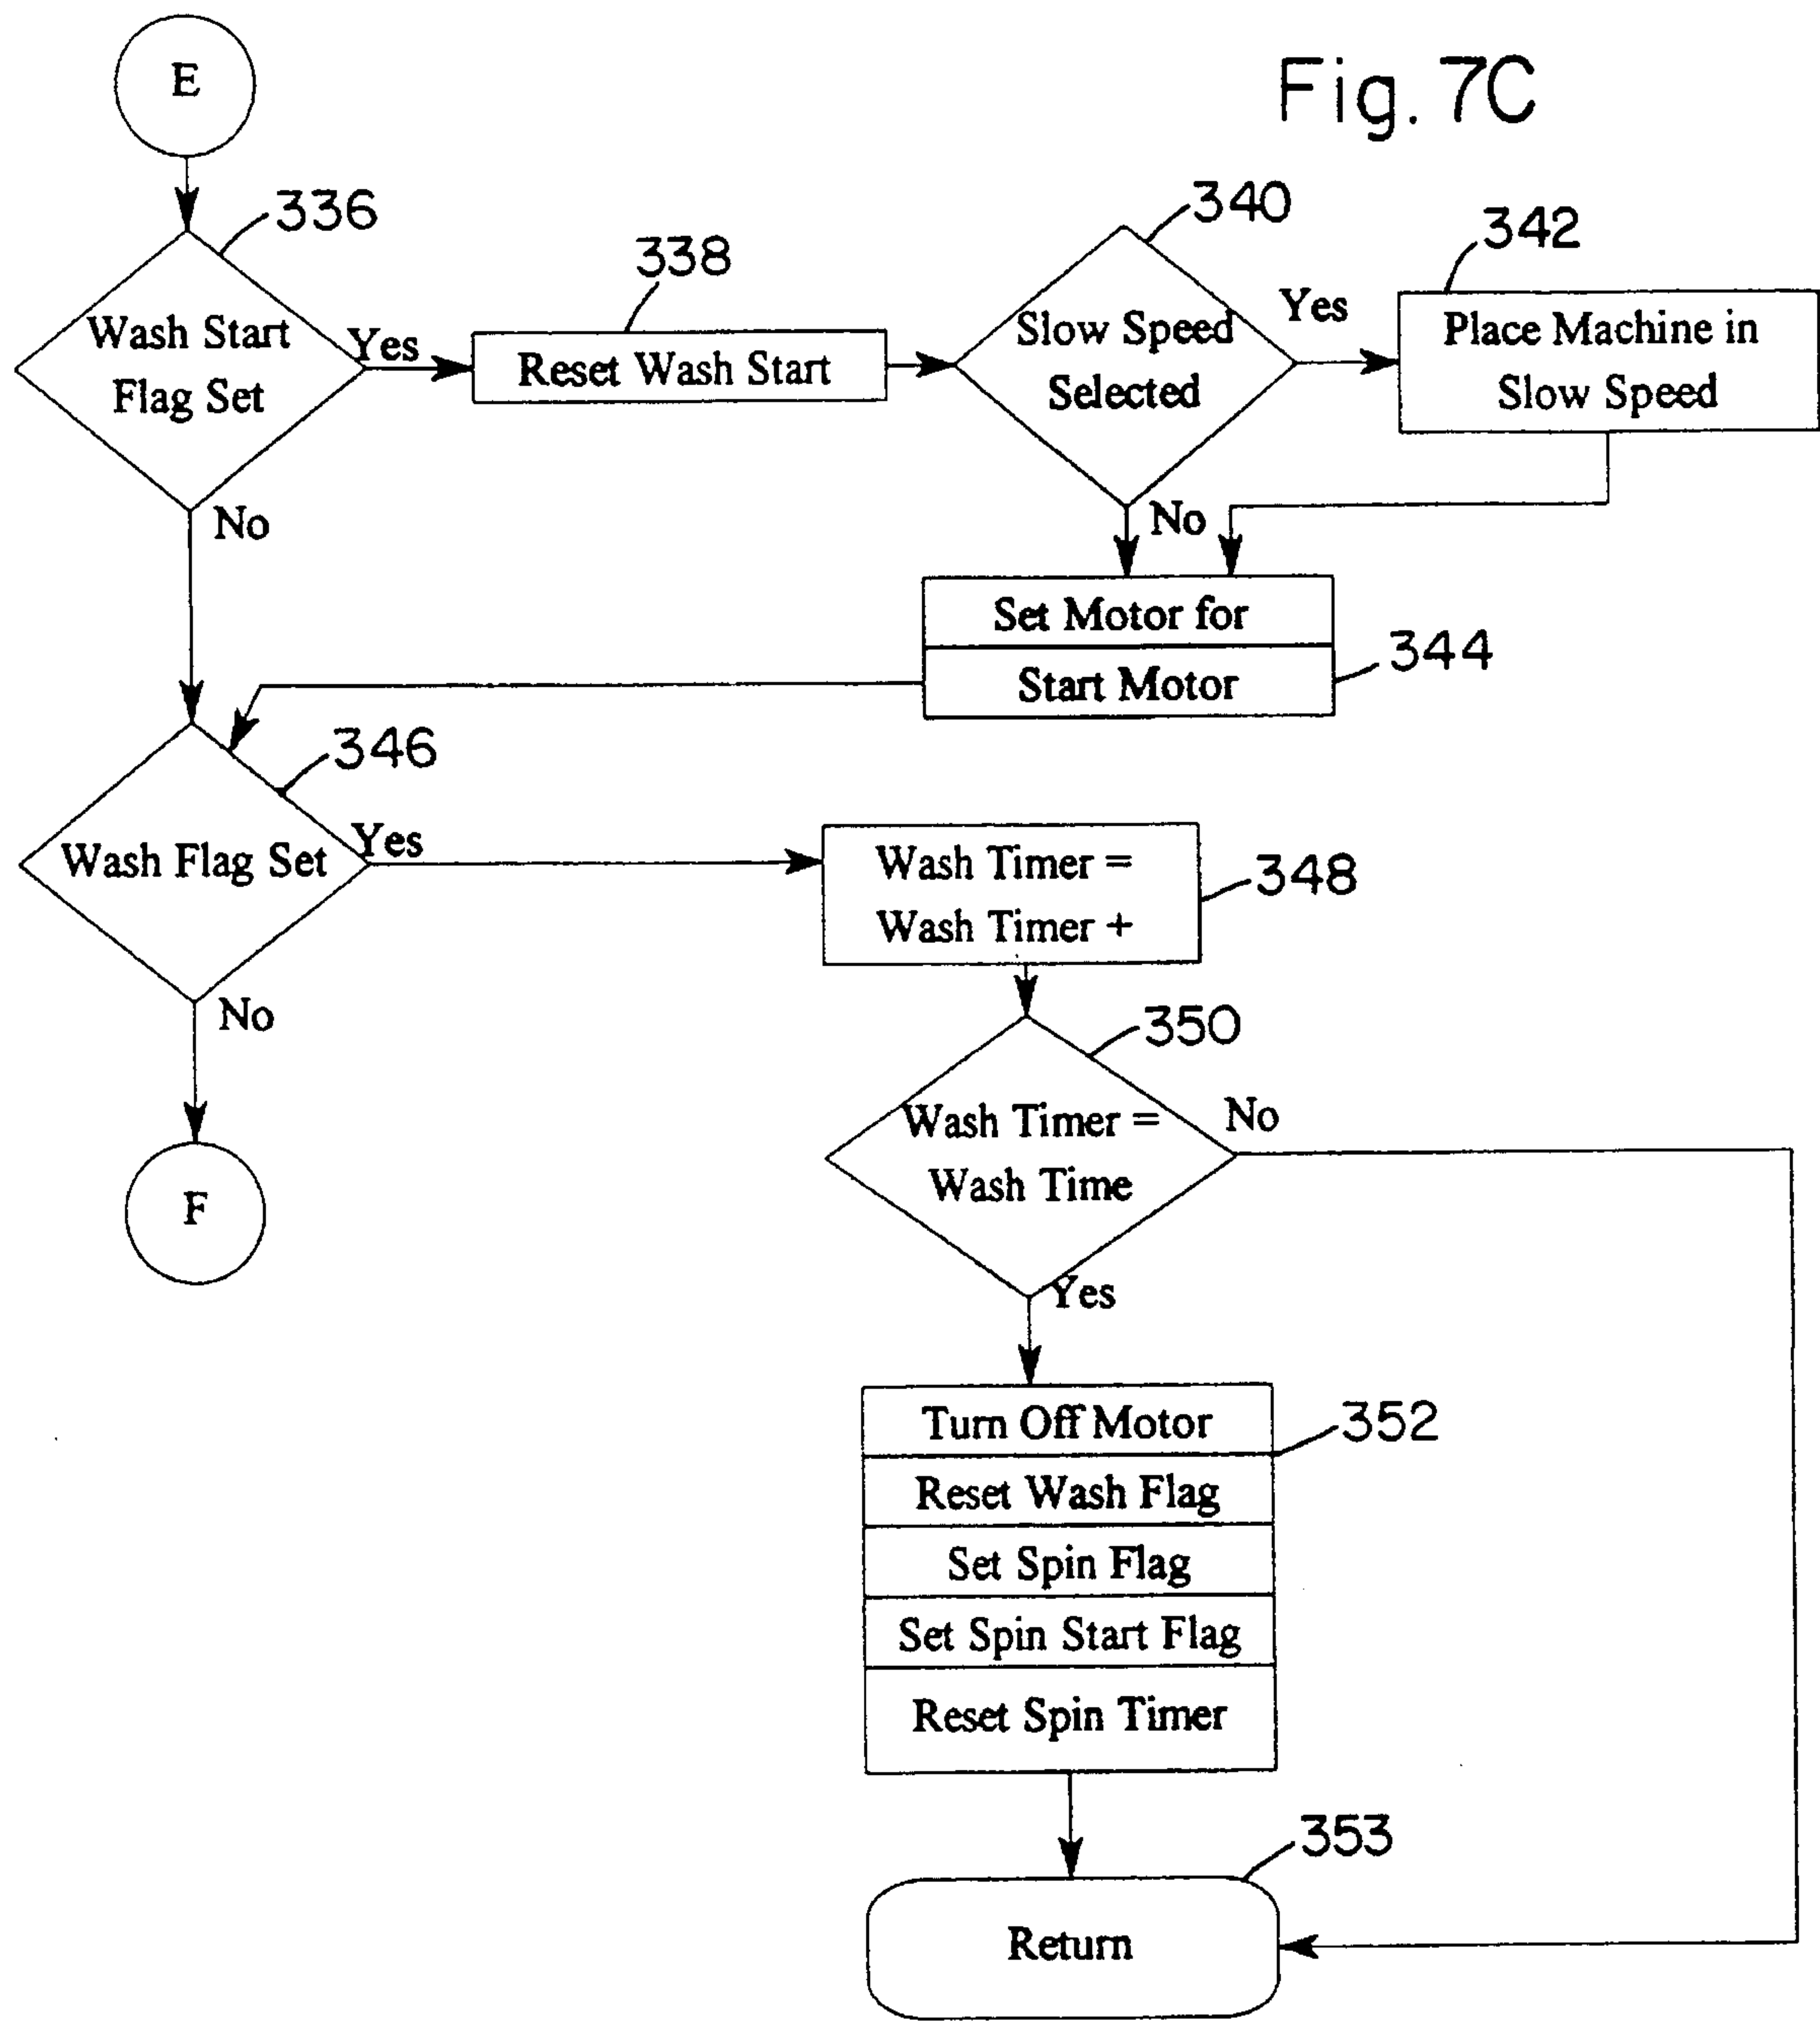 Fig. 7C
E
336
Wash Start
Flag Set
Yes
No
338
Reset Wash Start
340
Slow Speed
Selected
Yes
No
342
Place Machine in
Slow Speed
Set Motor for
Start Motor
344
346
Wash Flag Set
Yes
No
F
Wash Timer =
Wash Timer +
348
350
Wash Timer =
Wash Time
No
Yes
Turn Off Motor
352
Reset Wash Flag
Set Spin Flag
Set Spin Start Flag
Reset Spin Timer
353
Return